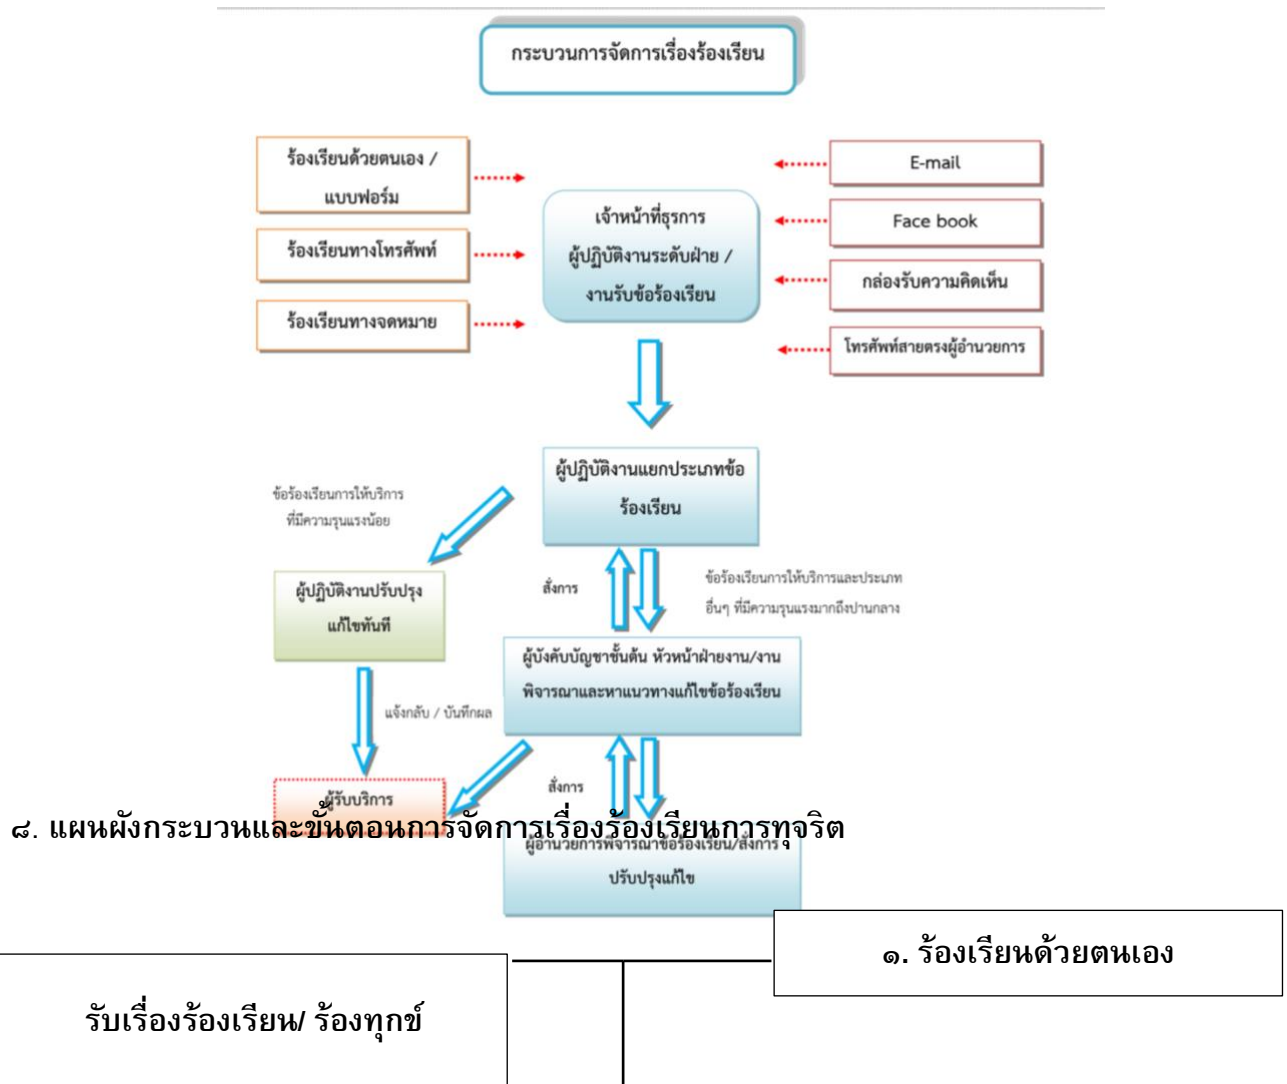 กระบวนการจัดการเรื่องร้องเรียน
ร้องเรียนด้วยตนเอง /
แบบฟอร์ม
ร้องเรียนทางโทรศัพท์
ร้องเรียนทางจดหมาย
เจ้าหน้าที่ธุรการ
ผู้ปฏิบัติงานระดับฝ่าย /
งานรับข้อร้องเรียน
E-mail
Face book
กล่องรับความคิดเห็น
โทรศัพท์สายตรงผู้อำนวยการ
ผู้ปฏิบัติงานแยกประเภทข้อ
ร้องเรียน
ข้อร้องเรียนการให้บริการ
ที่มีความรุนแรงน้อย
ผู้ปฏิบัติงานปรับปรุง
แก้ไขทันที
สั่งการ
ข้อร้องเรียนการให้บริการและประเภท
อื่นๆ ที่มีความรุนแรงมากถึงปานกลาง
ผู้บังคับบัญชาชั้นต้น หัวหน้าฝ่ายงาน/งาน
พิจารณาและหาแนวทางแก้ไขข้อร้องเรียน
แจ้งกลับ / บันทึกผล
ผู้รับบริการ
สั่งการ
๘. แผนผังกระบวนและขั้นตอนการจัดการเรื่องร้องเรียนการทุจริต
ผู้อำนวยการพิจารณาข้อร้องเรียน/สั่งการ
ปรับปรุงแก้ไข
๑. ร้องเรียนด้วยตนเอง
รับเรื่องร้องเรียน/ ร้องทุกข์